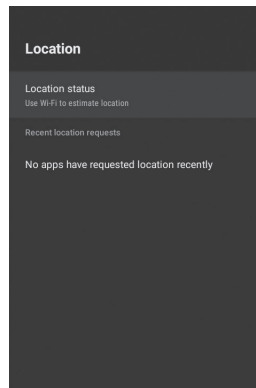 Location
Location status
Use Wi-Fi to estimate location
Recent location requests
No apps have requested location recently